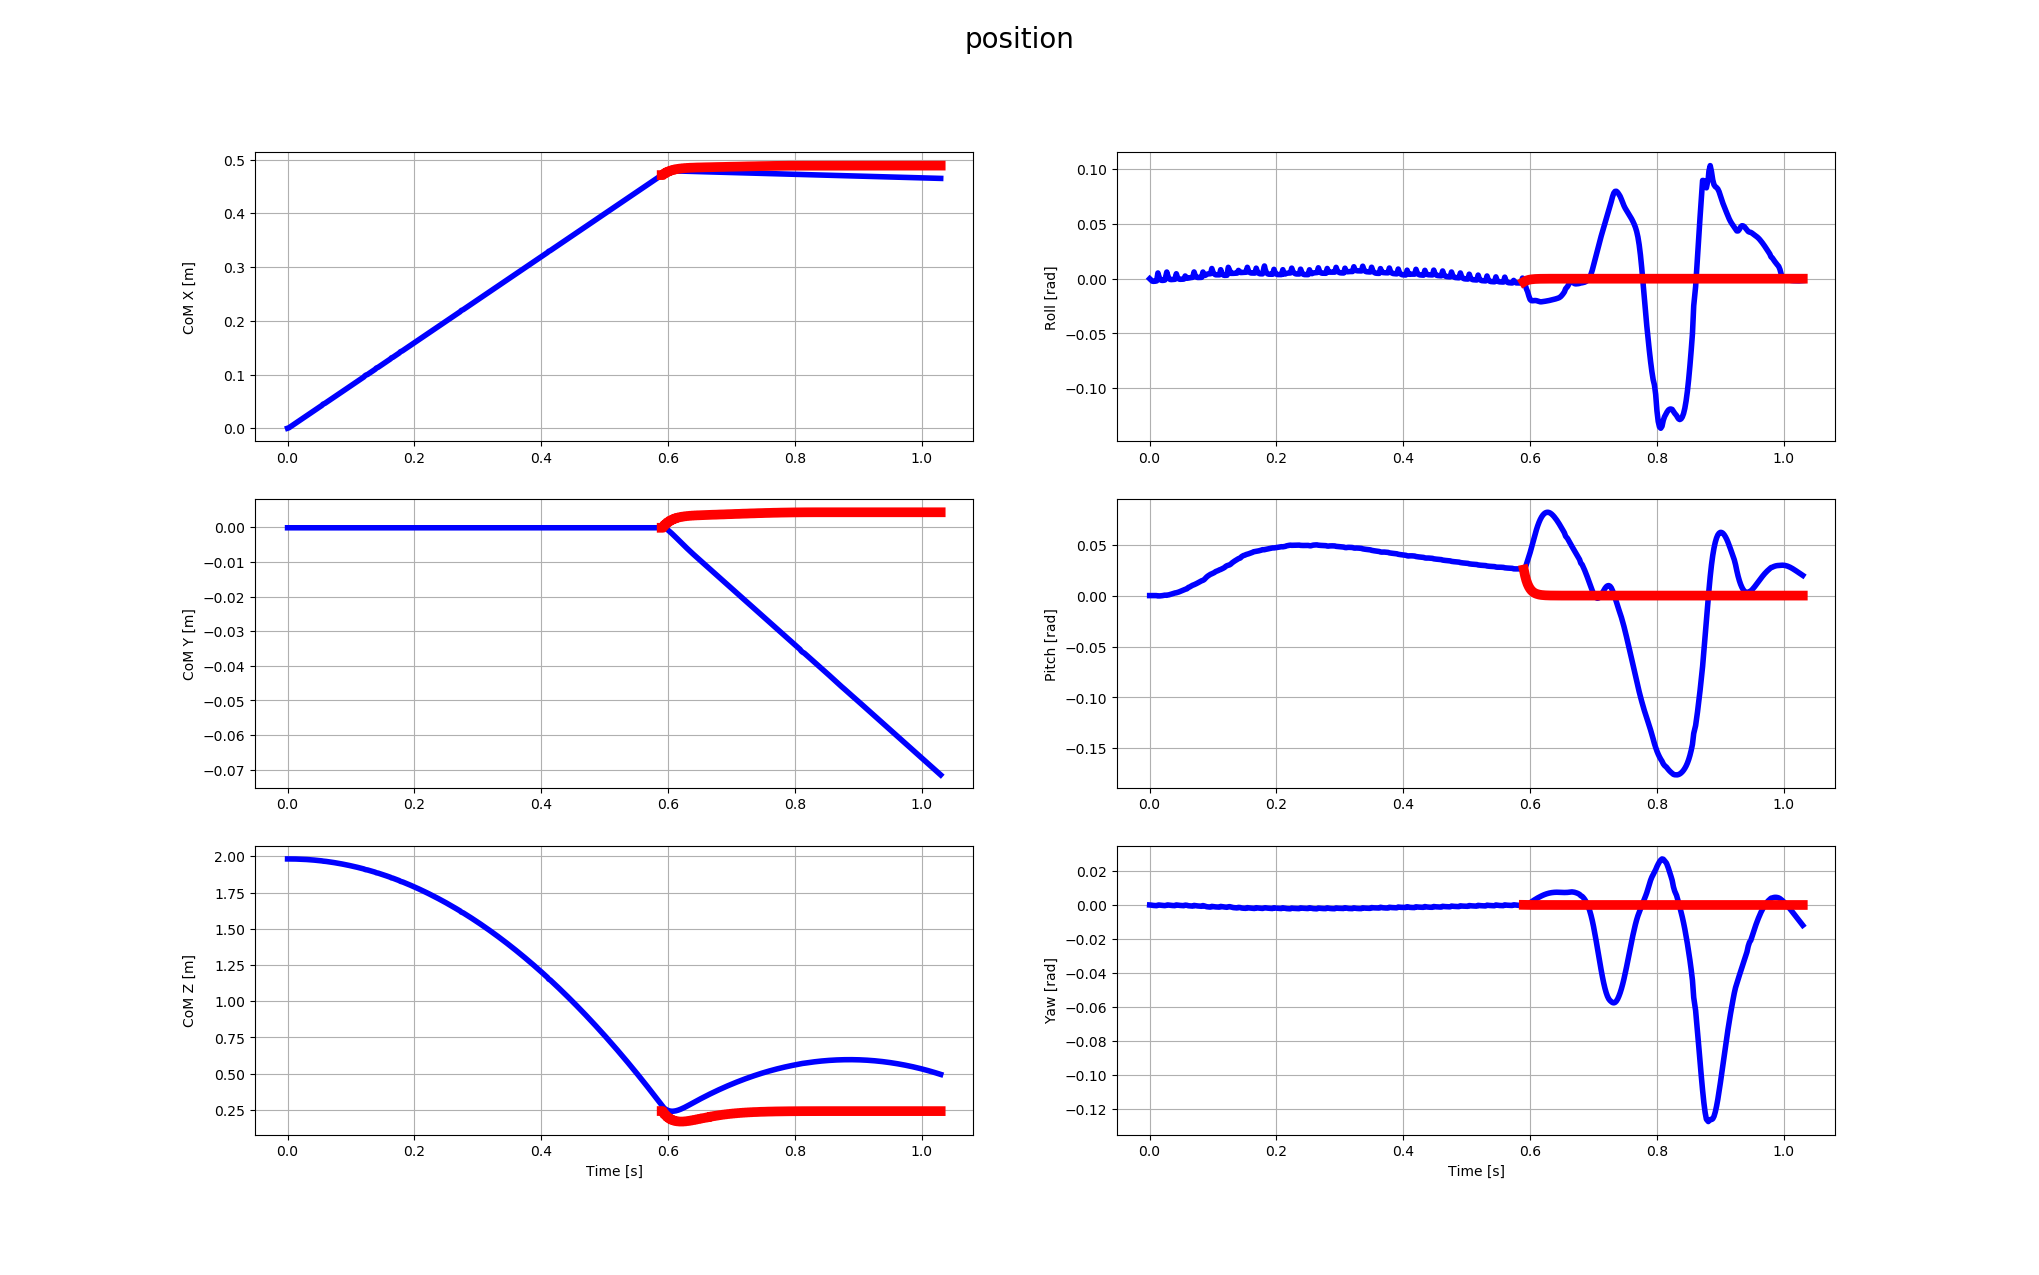 position
0.5
0.4
0.3
0.2
0.1
0.0
CoM X [m]
0.0 0.2 0.4 0.6 0.8 1.0
0.10
0.05
0.00
−0.05
−0.10
Roll [rad]
0.0 0.2 0.4 0.6 0.8 1.0
0.00
−0.01
−0.02
−0.03
−0.04
−0.05
−0.06
−0.07
CoM Y [m]
0.0 0.2 0.4 0.6 0.8 1.0
0.05
0.00
−0.05
−0.10
−0.15
Pitch [rad]
0.0 0.2 0.4 0.6 0.8 1.0
2.00
1.75
1.50
1.25
1.00
0.75
0.50
0.25
CoM Z [m]
0.0 0.2 0.4 0.6 0.8 1.0
Time [s]
0.02
0.00
−0.02
−0.04
−0.06
−0.08
−0.10
−0.12
Yaw [rad]
0.0 0.2 0.4 0.6 0.8 1.0
Time [s]